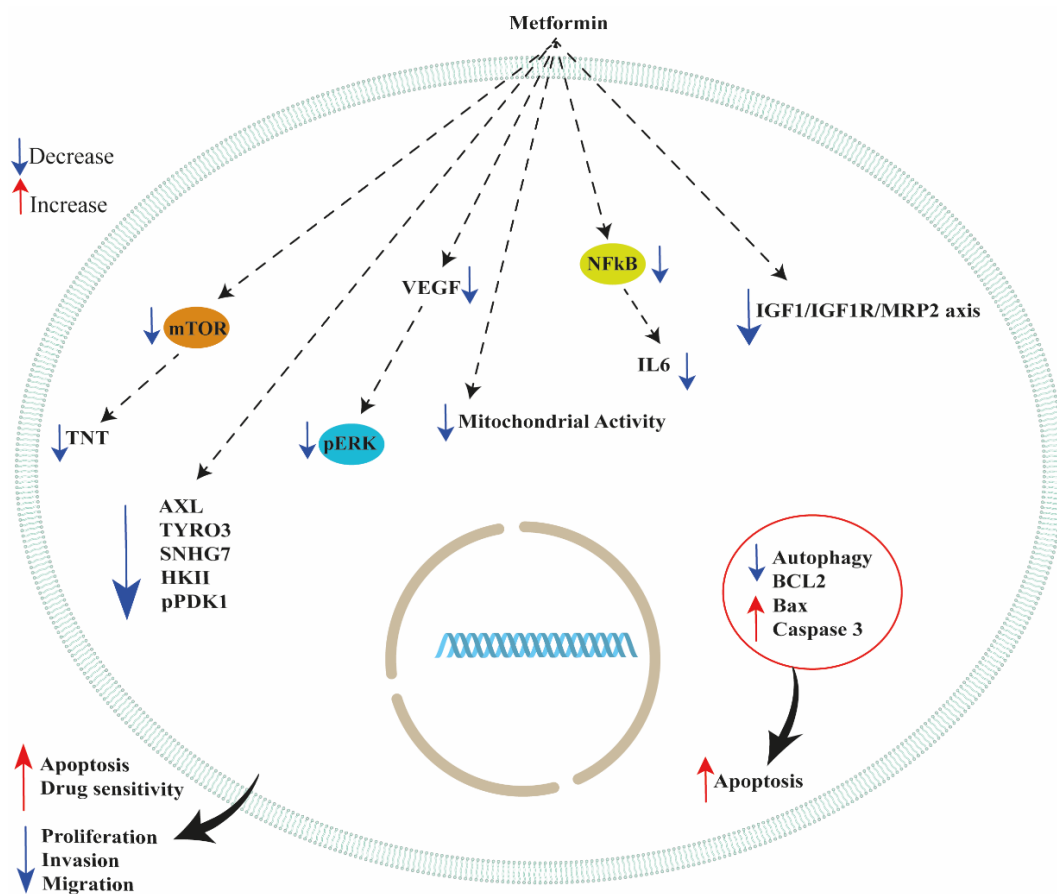 Metformin
Decrease
Increase
NFkB
VEGF
IGF1/IGF1R/MRP2 axis
mTOR
IL6
TNT
Mitochondrial Activity
pERK
AXL
TYRO3
SNHG7
HKII
pPDK1
Autophagy
BCL2
Bax
Caspase 3
Apoptosis
Drug sensitivity
Apoptosis
Proliferation
Invasion
Migration